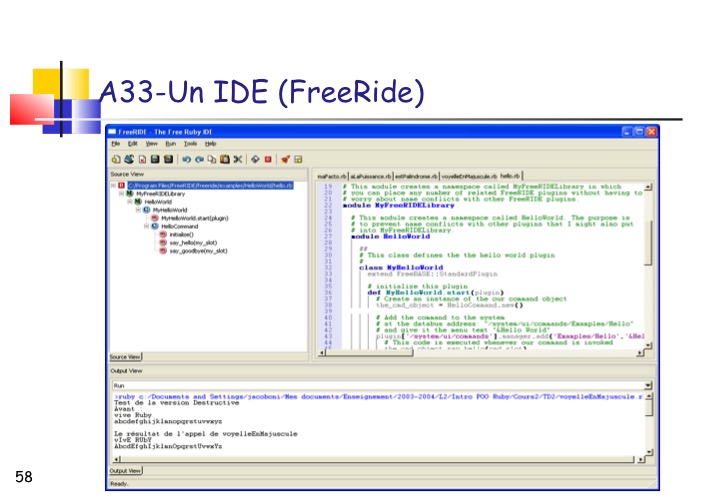 A33-Un IDE (FreeRide)
FreeRIDE - The Free Ruby IDE
File Edit View Run Tools Help
Source View
C:/Program Files/FreeRIDE/freeride/examples/HelloWorld/hello.rb
MyFreeRIDELibrary
HelloWorld
MyHelloWorld
MyHelloWorld.start(plugin)
HelloCommand
initialize()
say_hello(my_slot)
say_goodbye(my_slot)
Source View
maFacto.rb aLaPuissance.rb estPalindrome.rb voyelleEnMajuscule.rb hello.rb
19 # This module creates a namespace called MyFreeRIDELibrary in which
20 # you can place any number of related FreeRIDE plugins without having to
21 # worry about name conflicts with other FreeRIDE plugins
22 module MyFreeRIDELibrary
23
24 # This module creates a namespace called HelloWorld. The purpose is
25 # to prevent name conflicts with other plugins that I might also put
26 # into MyFreeRIDELibrary
27 module HelloWorld
28
29 ##
30 # This class defines the the hello world plugin
31 #
32 class MyHelloWorld
33 extend FreeBASE::StandardPlugin
34
35 # initialize this plugin
36 def MyHelloWorld.start(plugin)
37 # Create an instance of the our command object
38 the_cmd_object = HelloCommand.new()
39
40 # Add the command to the system
41 # at the databus address "/system/ui/commands/Examples/Hello"
42 # and give it the menu text "&Hello World"
43 plugin['/system/ui/commands'].manager.add('Examples/Hello','&Hel
44 # This code is executed whenever our command is invoked
Output View
Run
>ruby c:/Documents and Settings/jacoboni/Mes documents/Enseignement/2003-2004/L2/Intro POO Ruby/Cours2/TD2/voyelleEnMajuscule.r
Test de la version Destructive
Avant :
vive Ruby
abcdefghijklmnopqrstuvwxyz
Le résultat de l'appel de voyelleEnMajuscule
vIvE RUbY
AbcdEfghIjklmnOpqrstUvwxYz
Output View
Ready.
58